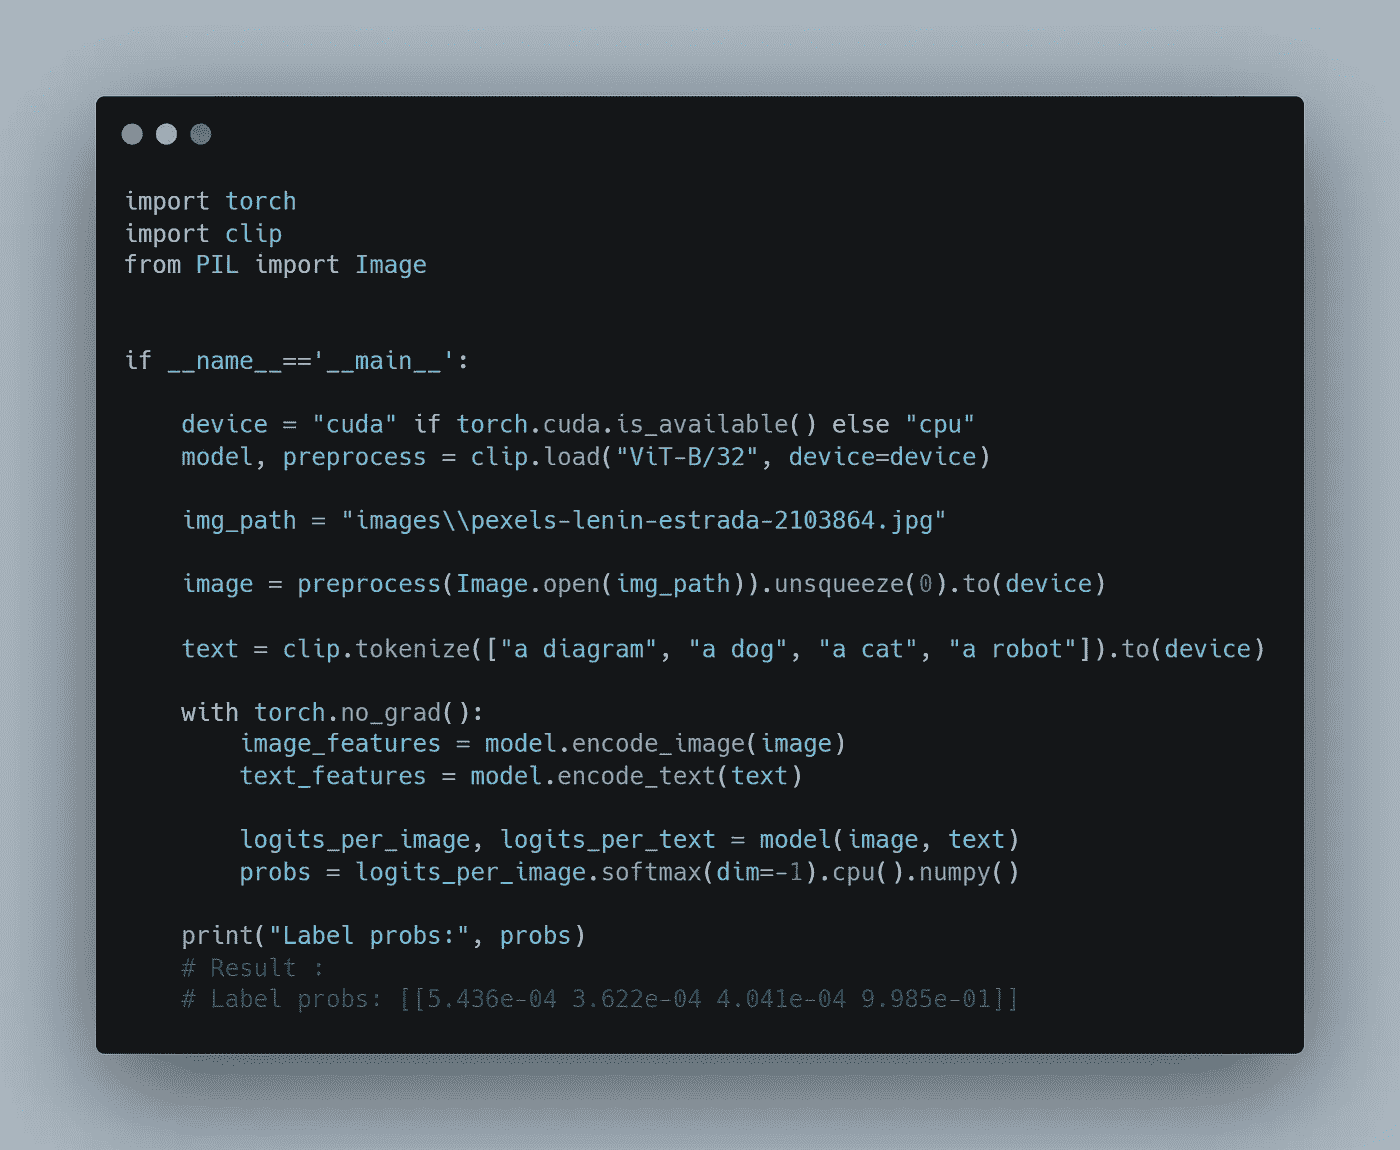 import torch
import clip
from PIL import Image
if __name__=='__main__':
    device = "cuda" if torch.cuda.is_available() else "cpu"
    model, preprocess = clip.load("ViT-B/32", device=device)
    img_path = "images\\pexels-lenin-estrada-2103864.jpg"
    image = preprocess(Image.open(img_path)).unsqueeze(0).to(device)
    text = clip.tokenize(["a diagram", "a dog", "a cat", "a robot"]).to(device)
    with torch.no_grad():
        image_features = model.encode_image(image)
        text_features = model.encode_text(text)
        logits_per_image, logits_per_text = model(image, text)
        probs = logits_per_image.softmax(dim=-1).cpu().numpy()
    print("Label probs:", probs)
    # Result :
    # Label probs: [[5.436e-04 3.622e-04 4.041e-04 9.985e-01]]